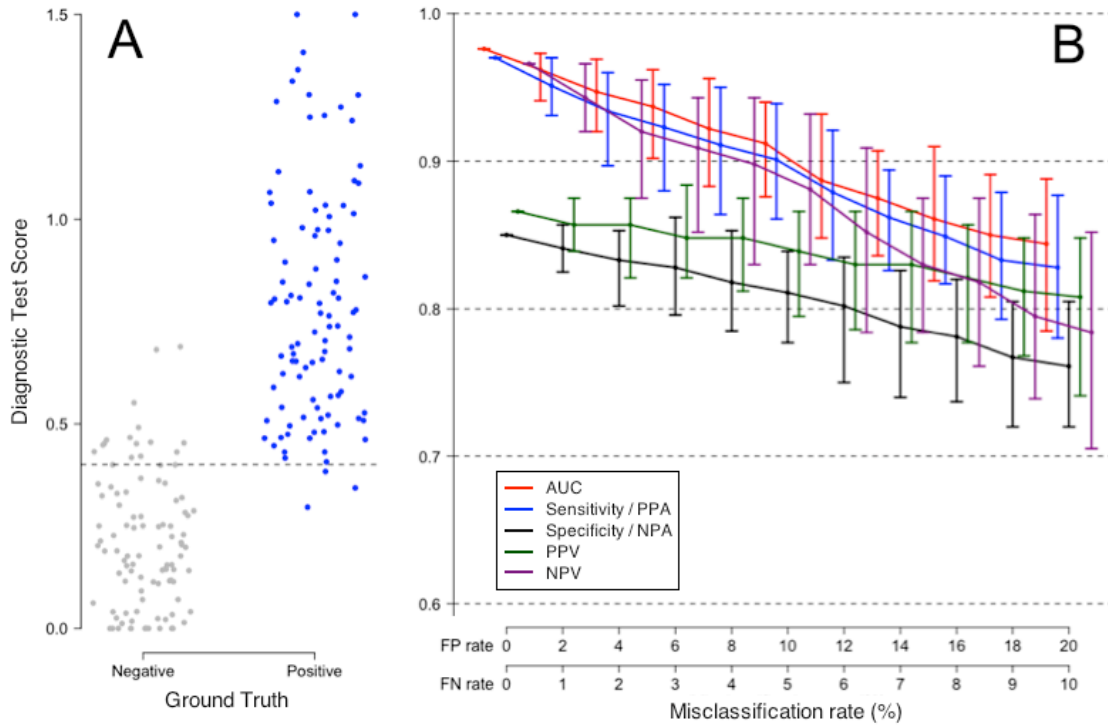 A
1.5
1.0
0.5
0.0
Diagnostic Test Score
Negative Positive
Ground Truth
B
1.0
0.9
0.8
0.7
0.6
AUC
Sensitivity / PPA
Specificity / NPA
PPV
NPV
FP rate 0 2 4 6 8 10 12 14 16 18 20
FN rate 0 1 2 3 4 5 6 7 8 9 10
Misclassification rate (%)